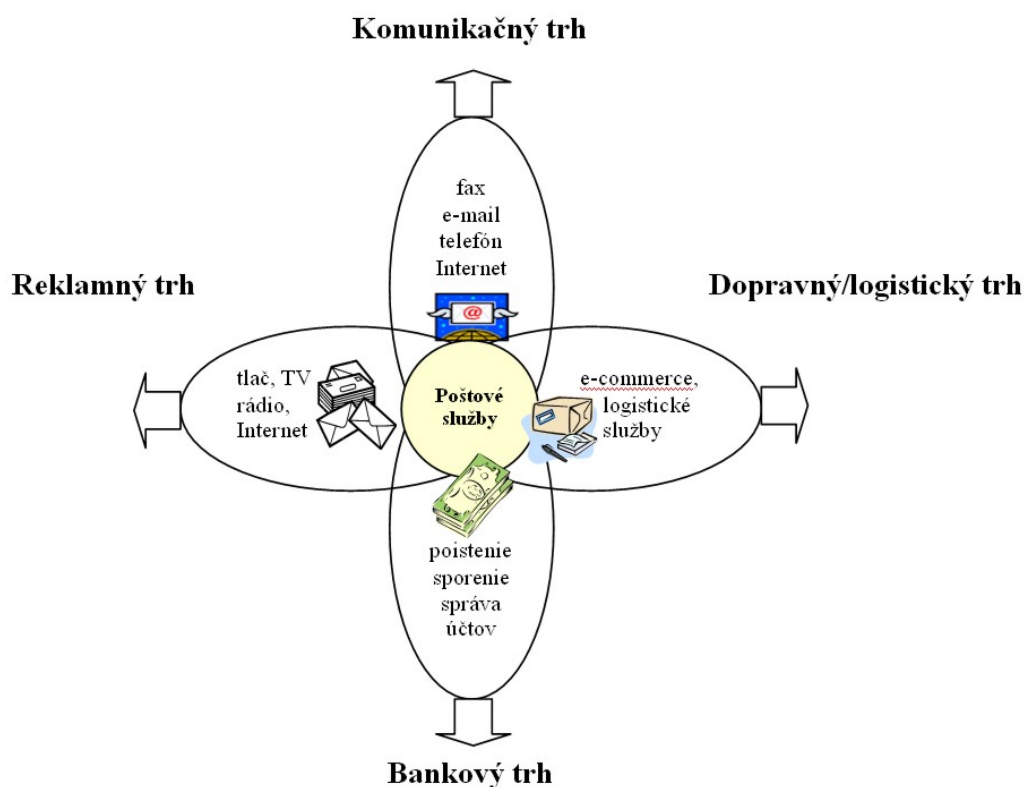 Komunikačný trh
fax
e-mail
telefón
Internet
@
Reklamný trh
Dopravný/logistický trh
tlač, TV
rádio,
Internet
Poštové
služby
e-commerce,
logistické
služby
poistenie
sporenie
správa
účtov
Bankový trh